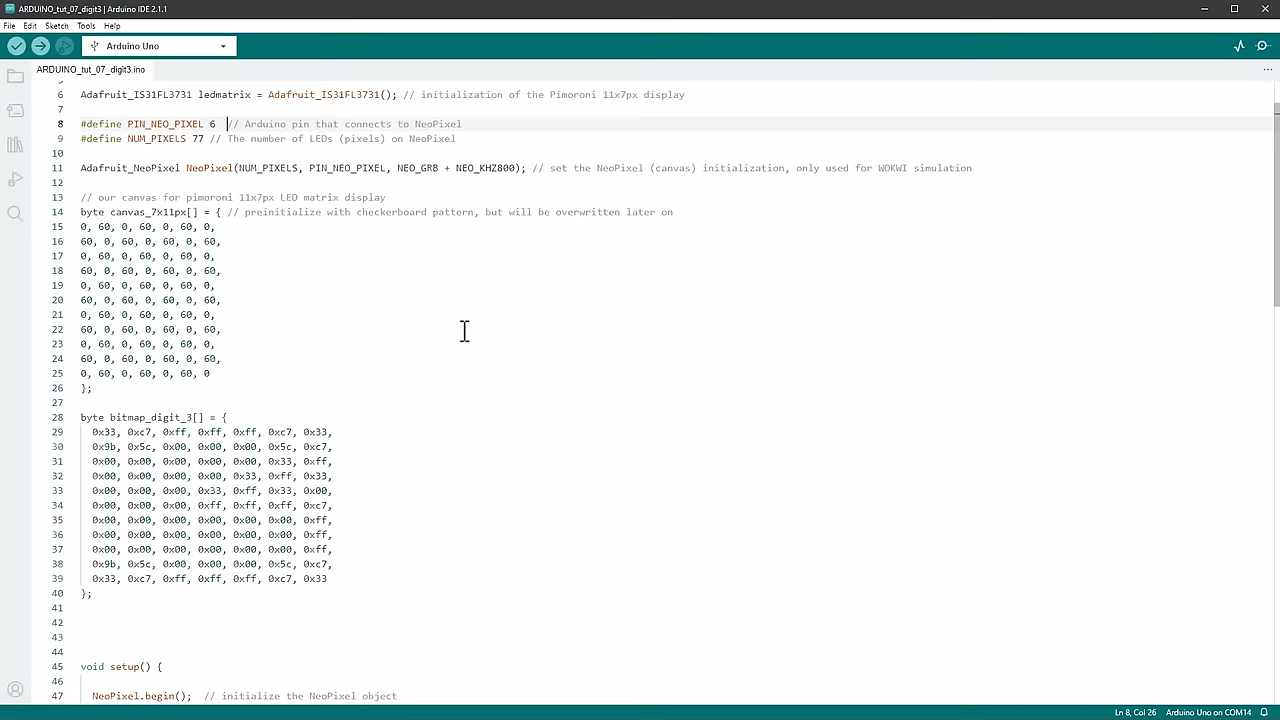 ARDUINO_tut_07_digit3 | Arduino IDE 2.1.1
File Edit Sketch Tools Help
Arduino Uno
ARDUINO_tut_07_digit3.ino
6 Adafruit_IS31FL3731 ledmatrix = Adafruit_IS31FL3731(); // initialization of the Pimoroni 11x7px display
7
8 #define PIN_NEO_PIXEL 6 // Arduino pin that connects to NeoPixel
9 #define NUM_PIXELS 77 // The number of LEDs (pixels) on NeoPixel
10
11 Adafruit_NeoPixel NeoPixel(NUM_PIXELS, PIN_NEO_PIXEL, NEO_GRB + NEO_KHZ800); // set the NeoPixel (canvas) initialization, only used for WOKWI simulation
12
13 // our canvas for pimoroni 11x7px LED matrix display
14 byte canvas_7x11px[] = { // preinitialize with checkerboard pattern, but will be overwritten later on
15 0, 60, 0, 60, 0, 60, 0,
16 60, 0, 60, 0, 60, 0, 60,
17 0, 60, 0, 60, 0, 60, 0,
18 60, 0, 60, 0, 60, 0, 60,
19 0, 60, 0, 60, 0, 60, 0,
20 60, 0, 60, 0, 60, 0, 60,
21 0, 60, 0, 60, 0, 60, 0,
22 60, 0, 60, 0, 60, 0, 60,
23 0, 60, 0, 60, 0, 60, 0,
24 60, 0, 60, 0, 60, 0, 60,
25 0, 60, 0, 60, 0, 60, 0
26 };
27
28 byte bitmap_digit_3[] = {
29 0x33, 0xc7, 0xff, 0xff, 0xff, 0xc7, 0x33,
30 0x9b, 0x5c, 0x00, 0x00, 0x00, 0x5c, 0xc7,
31 0x00, 0x00, 0x00, 0x00, 0x00, 0x33, 0xff,
32 0x00, 0x00, 0x00, 0x00, 0x33, 0xff, 0x33,
33 0x00, 0x00, 0x00, 0x33, 0xff, 0x33, 0x00,
34 0x00, 0x00, 0x00, 0xff, 0xff, 0xff, 0xc7,
35 0x00, 0x00, 0x00, 0x00, 0x00, 0x00, 0xff,
36 0x00, 0x00, 0x00, 0x00, 0x00, 0x00, 0xff,
37 0x00, 0x00, 0x00, 0x00, 0x00, 0x00, 0xff,
38 0x9b, 0x5c, 0x00, 0x00, 0x00, 0x5c, 0xc7,
39 0x33, 0xc7, 0xff, 0xff, 0xff, 0xc7, 0x33
40 };
41
42
43
44
45 void setup() {
46
47 NeoPixel.begin(); // initialize the NeoPixel object
Ln 8, Col 26 Arduino Uno on COM14